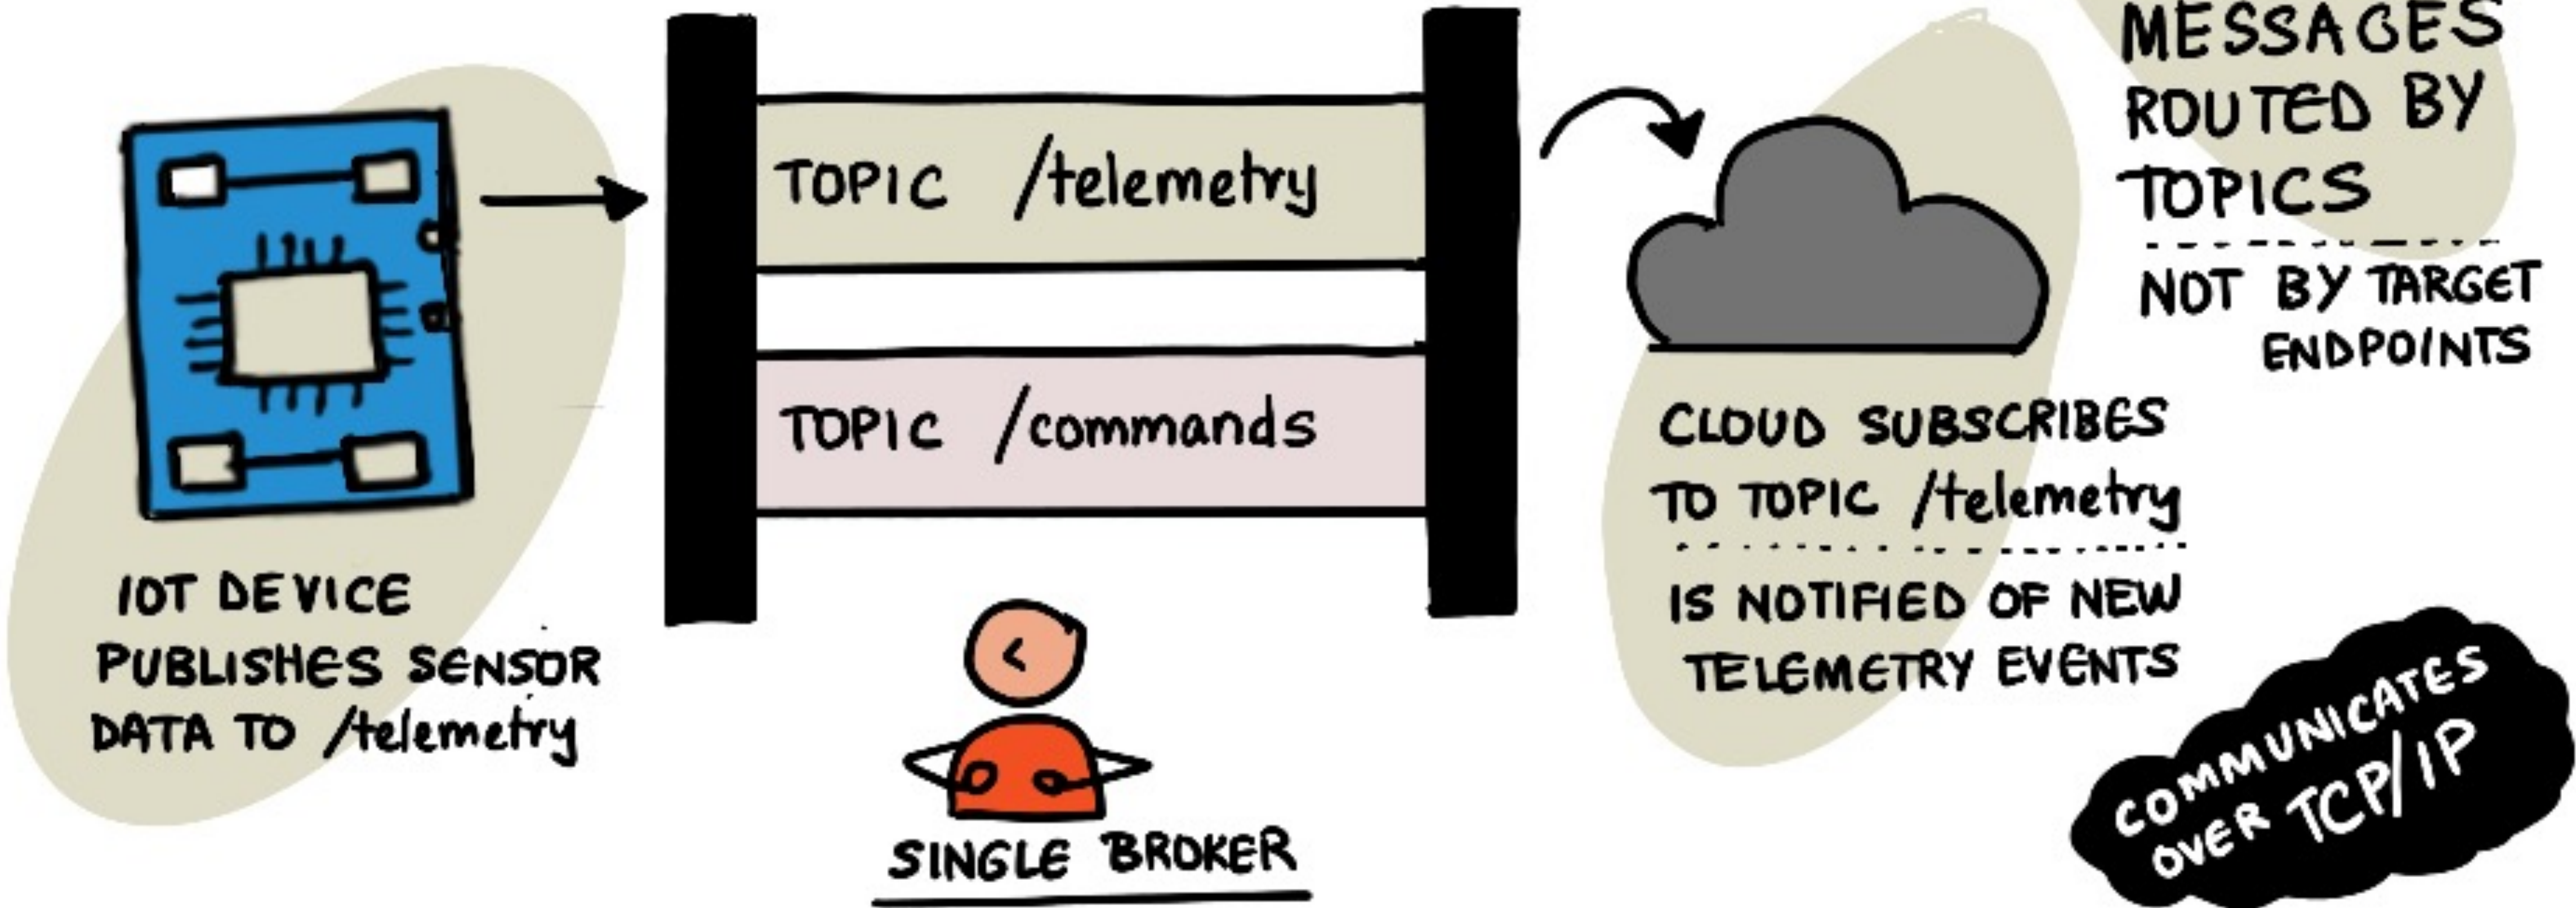 IOT DEVICE
PUBLISHES SENSOR
DATA TO /telemetry
TOPIC /telemetry
TOPIC /commands
SINGLE BROKER
CLOUD SUBSCRIBES
TO TOPIC /telemetry
IS NOTIFIED OF NEW
TELEMETRY EVENTS
MESSAGES
ROUTED BY
TOPICS
NOT BY TARGET
ENDPOINTS
COMMUNICATES
OVER TCP/IP